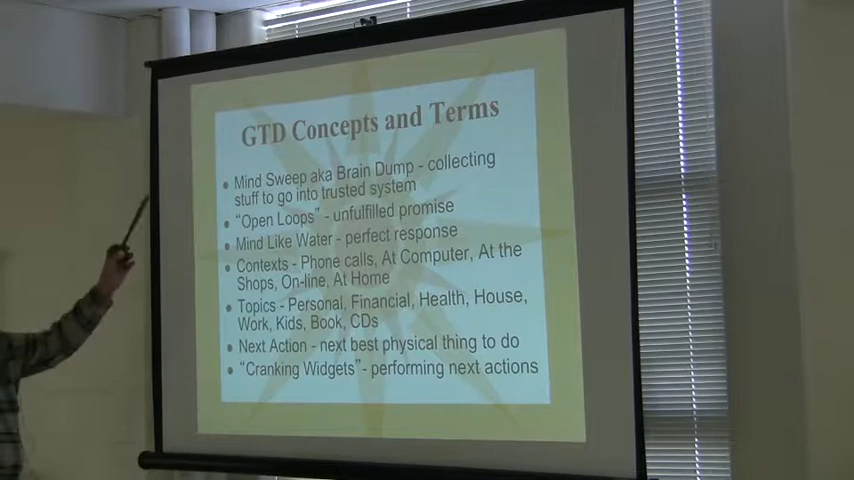 GTD Concepts and Terms
• Mind Sweep aka Brain Dump - collecting
stuff to go into trusted system
• "Open Loops" - unfulfilled promise
• Mind Like Water - perfect response
• Contexts - Phone calls, At Computer, At the
Shops, On-line, At Home
• Topics - Personal, Financial, Health, House,
Work, Kids, Book, CDs
• Next Action - next best physical thing to do
• "Cranking Widgets"- performing next actions